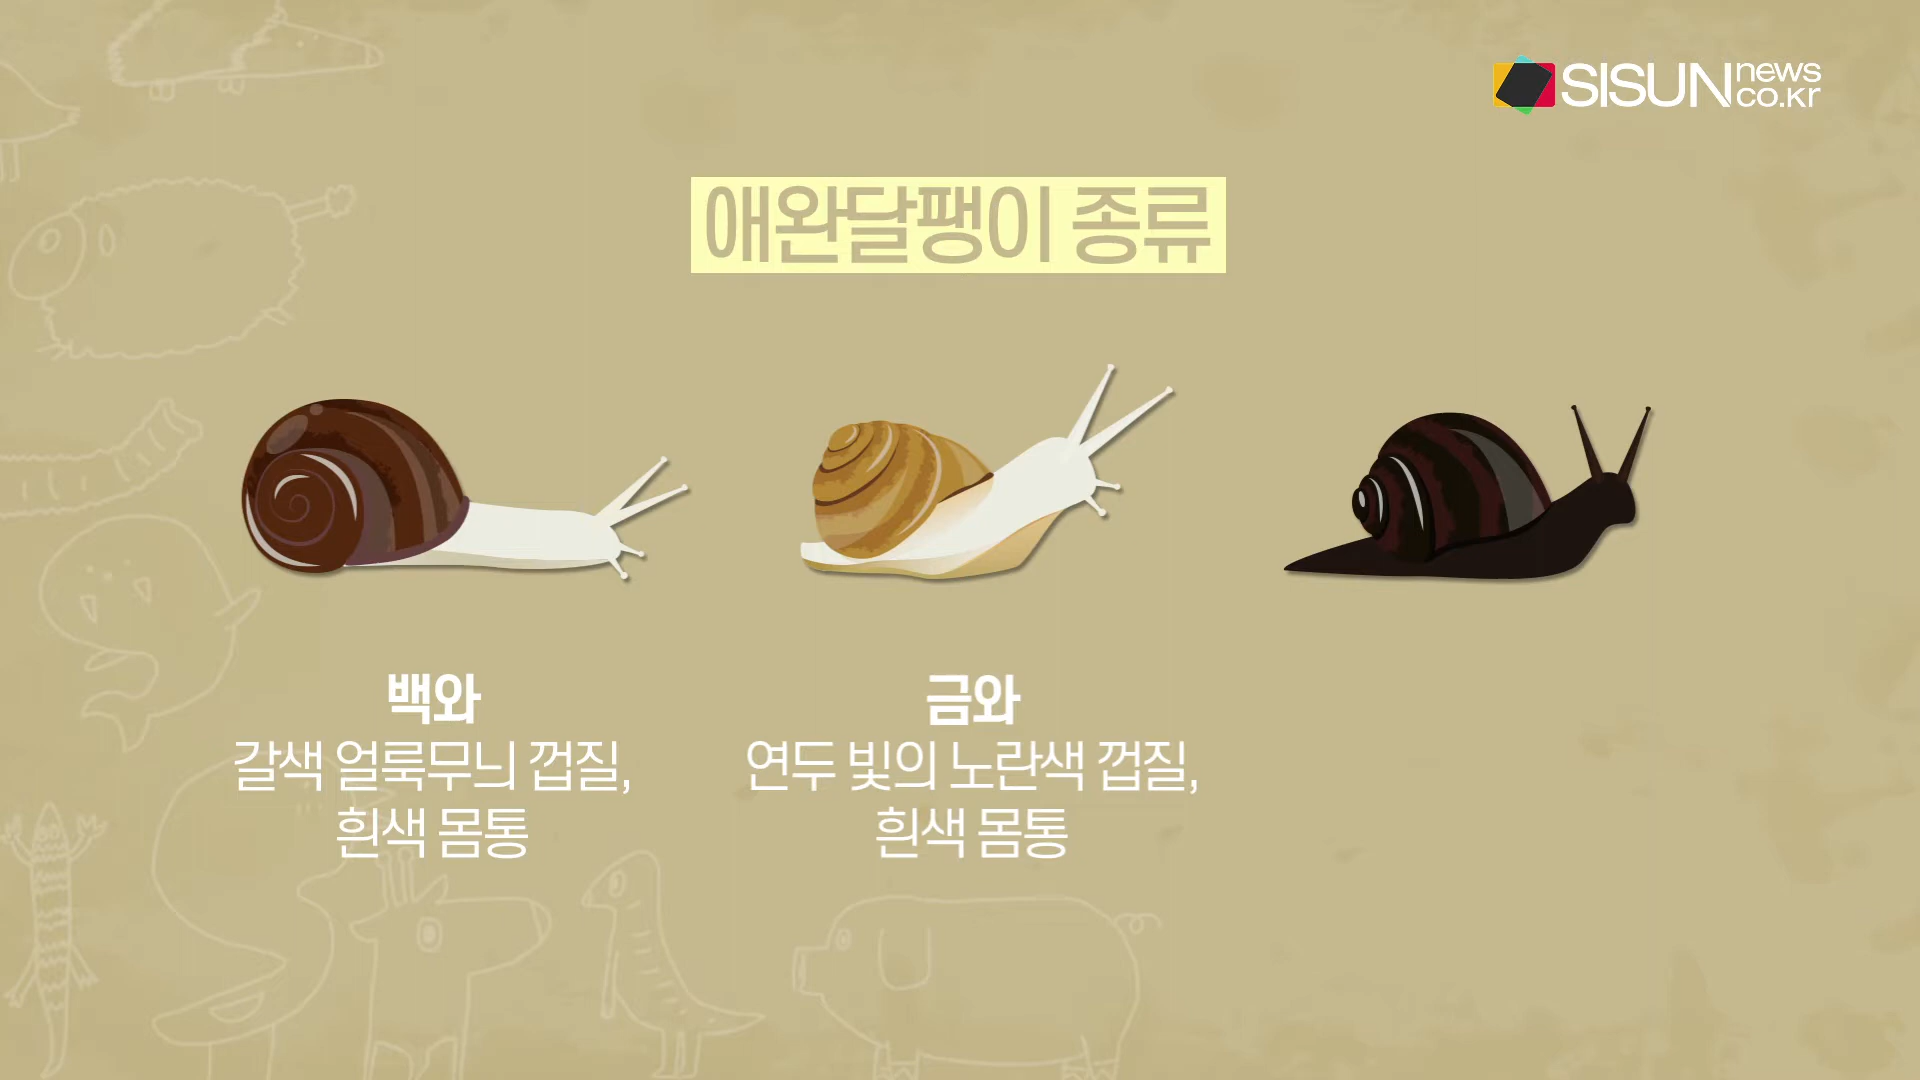 SISUN news
co.kr
애완달팽이 종류
백와
갈색 얼룩무늬 껍질,
흰색 몸통
금와
연두 빛의 노란색 껍질,
흰색 몸통